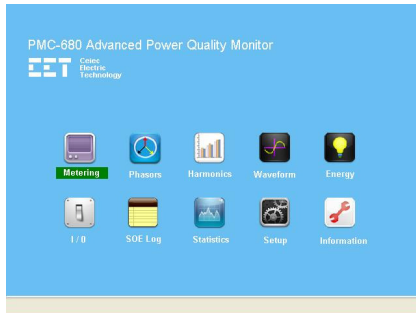 PMC-680 Advanced Power Quality Monitor
CET
Ceiec
Electric
Technology
Metering
Phasors
Harmonics
Waveform
Energy
I / O
SOE Log
Statistics
Setup
Information